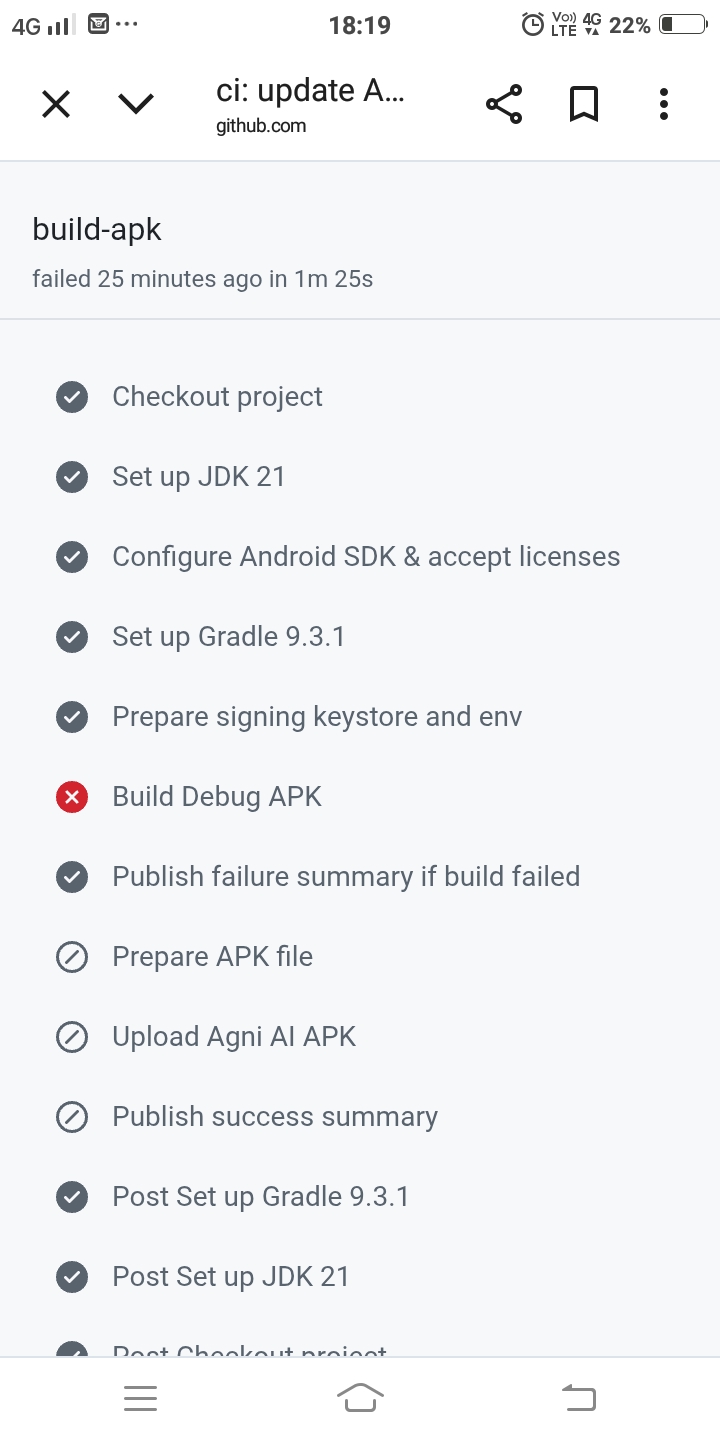 4G 18:19 Vo)) LTE 4G 22%
ci: update A...
github.com
build-apk
failed 25 minutes ago in 1m 25s
Checkout project
Set up JDK 21
Configure Android SDK & accept licenses
Set up Gradle 9.3.1
Prepare signing keystore and env
Build Debug APK
Publish failure summary if build failed
Prepare APK file
Upload Agni AI APK
Publish success summary
Post Set up Gradle 9.3.1
Post Set up JDK 21
Post Checkout project